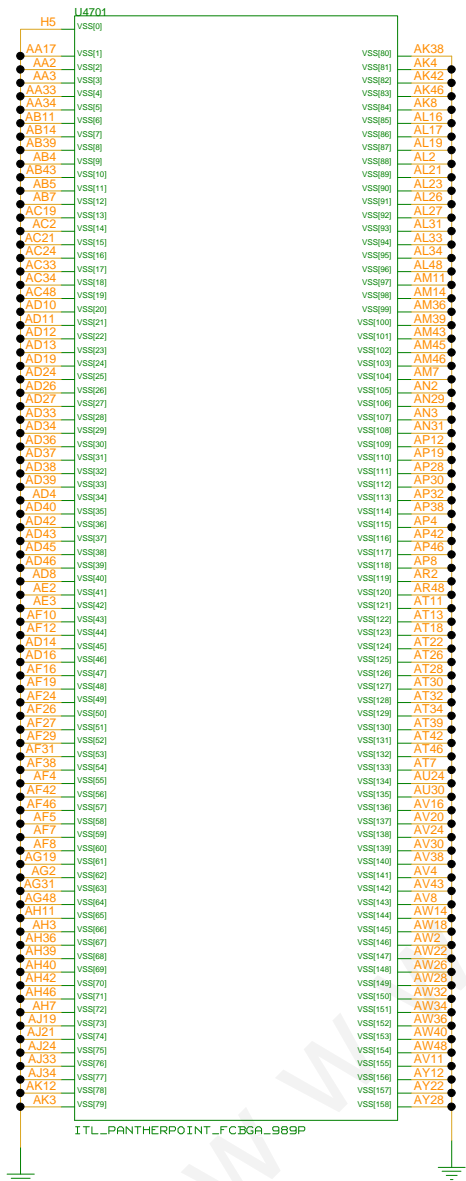 U4701
H5 VSS[0]
AA17 VSS[1] VSS[80] AK38
AA2 VSS[2] VSS[81] AK4
AA3 VSS[3] VSS[82] AK42
AA33 VSS[4] VSS[83] AK46
AA34 VSS[5] VSS[84] AK8
AB11 VSS[6] VSS[85] AL16
AB14 VSS[7] VSS[86] AL17
AB39 VSS[8] VSS[87] AL19
AB4 VSS[9] VSS[88] AL2
AB43 VSS[10] VSS[89] AL21
AB5 VSS[11] VSS[90] AL23
AB7 VSS[12] VSS[91] AL26
AC19 VSS[13] VSS[92] AL27
AC2 VSS[14] VSS[93] AL31
AC21 VSS[15] VSS[94] AL33
AC24 VSS[16] VSS[95] AL34
AC33 VSS[17] VSS[96] AL48
AC34 VSS[18] VSS[97] AM11
AC48 VSS[19] VSS[98] AM14
AD10 VSS[20] VSS[99] AM36
AD11 VSS[21] VSS[100] AM39
AD12 VSS[22] VSS[101] AM43
AD13 VSS[23] VSS[102] AM45
AD19 VSS[24] VSS[103] AM46
AD24 VSS[25] VSS[104] AM7
AD26 VSS[26] VSS[105] AN2
AD27 VSS[27] VSS[106] AN29
AD33 VSS[28] VSS[107] AN3
AD34 VSS[29] VSS[108] AN31
AD36 VSS[30] VSS[109] AP12
AD37 VSS[31] VSS[110] AP19
AD38 VSS[32] VSS[111] AP28
AD39 VSS[33] VSS[112] AP30
AD4 VSS[34] VSS[113] AP32
AD40 VSS[35] VSS[114] AP38
AD42 VSS[36] VSS[115] AP4
AD43 VSS[37] VSS[116] AP42
AD45 VSS[38] VSS[117] AP46
AD46 VSS[39] VSS[118] AP8
AD8 VSS[40] VSS[119] AR2
AE2 VSS[41] VSS[120] AR48
AE3 VSS[42] VSS[121] AT11
AF10 VSS[43] VSS[122] AT13
AF12 VSS[44] VSS[123] AT18
AD14 VSS[45] VSS[124] AT22
AD16 VSS[46] VSS[125] AT26
AF16 VSS[47] VSS[126] AT28
AF19 VSS[48] VSS[127] AT30
AF24 VSS[49] VSS[128] AT32
AF26 VSS[50] VSS[129] AT34
AF27 VSS[51] VSS[130] AT39
AF29 VSS[52] VSS[131] AT42
AF31 VSS[53] VSS[132] AT46
AF38 VSS[54] VSS[133] AT7
AF4 VSS[55] VSS[134] AU24
AF42 VSS[56] VSS[135] AU30
AF46 VSS[57] VSS[136] AV16
AF5 VSS[58] VSS[137] AV20
AF7 VSS[59] VSS[138] AV24
AF8 VSS[60] VSS[139] AV30
AG19 VSS[61] VSS[140] AV38
AG2 VSS[62] VSS[141] AV4
AG31 VSS[63] VSS[142] AV43
AG48 VSS[64] VSS[143] AV8
AH11 VSS[65] VSS[144] AW14
AH3 VSS[66] VSS[145] AW18
AH36 VSS[67] VSS[146] AW2
AH39 VSS[68] VSS[147] AW22
AH40 VSS[69] VSS[148] AW26
AH42 VSS[70] VSS[149] AW28
AH46 VSS[71] VSS[150] AW32
AH7 VSS[72] VSS[151] AW34
AJ19 VSS[73] VSS[152] AW36
AJ21 VSS[74] VSS[153] AW40
AJ24 VSS[75] VSS[154] AW48
AJ33 VSS[76] VSS[155] AV11
AJ34 VSS[77] VSS[156] AY12
AK12 VSS[78] VSS[157] AY22
AK3 VSS[79] VSS[158] AY28
ITL_PANTHERPOINT_FCBGA_989P